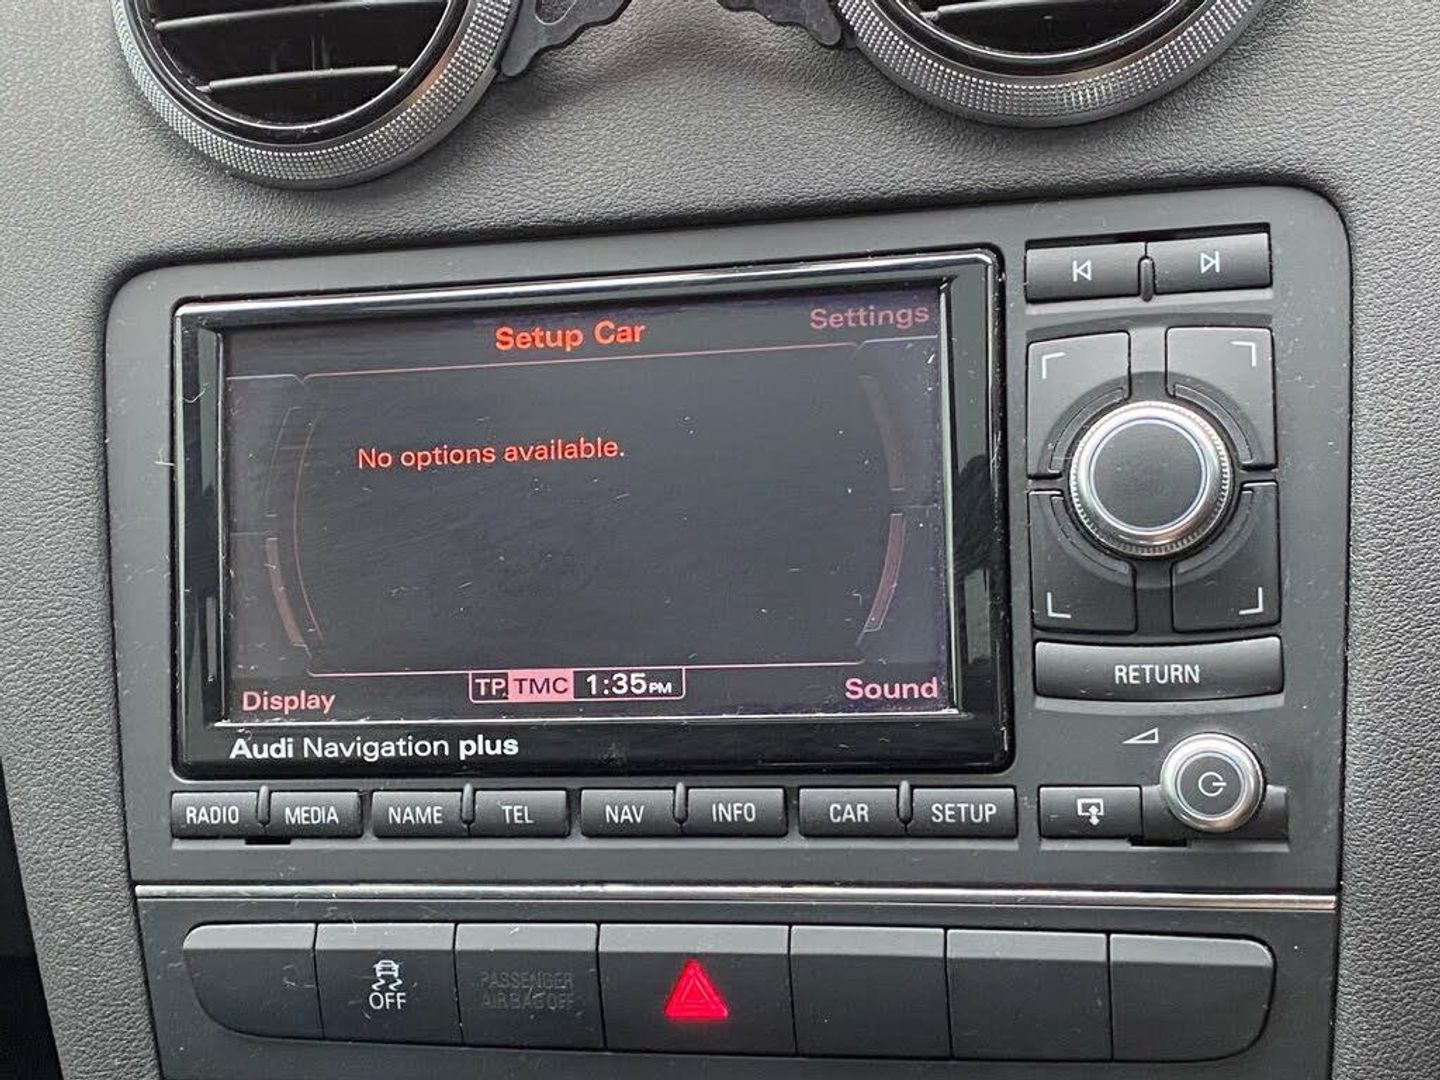 Setup Car
Settings
No options available.
Display
TP TMC 1:35PM
Sound
Audi Navigation plus
RETURN
RADIO MEDIA NAME TEL NAV INFO CAR SETUP
OFF
PASSENGER
AIRBAG OFF